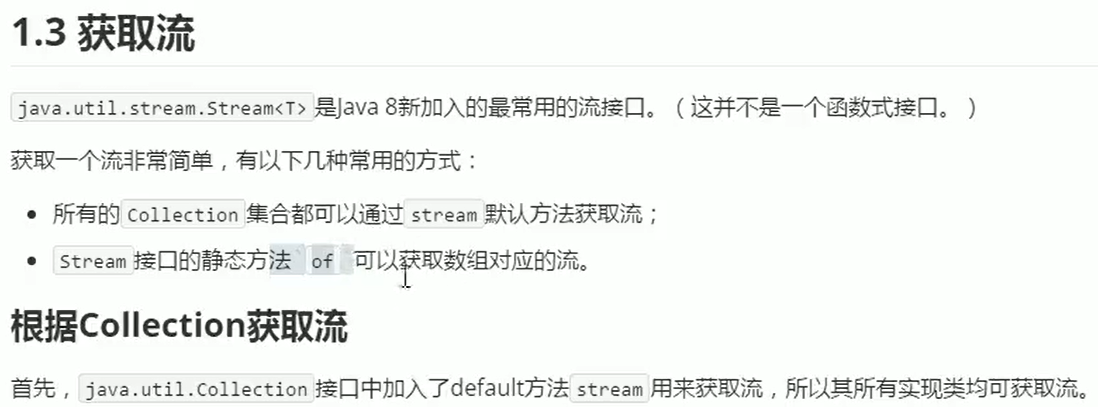 1.3 获取流
java.util.stream.Stream<T>是Java 8新加入的最常用的流接口。（这并不是一个函数式接口。）
获取一个流非常简单，有以下几种常用的方式：
所有的Collection集合都可以通过stream默认方法获取流；
Stream接口的静态方法` of `可以获取数组对应的流。
根据Collection获取流
首先，java.util.Collection接口中加入了default方法stream用来获取流，所以其所有实现类均可获取流。